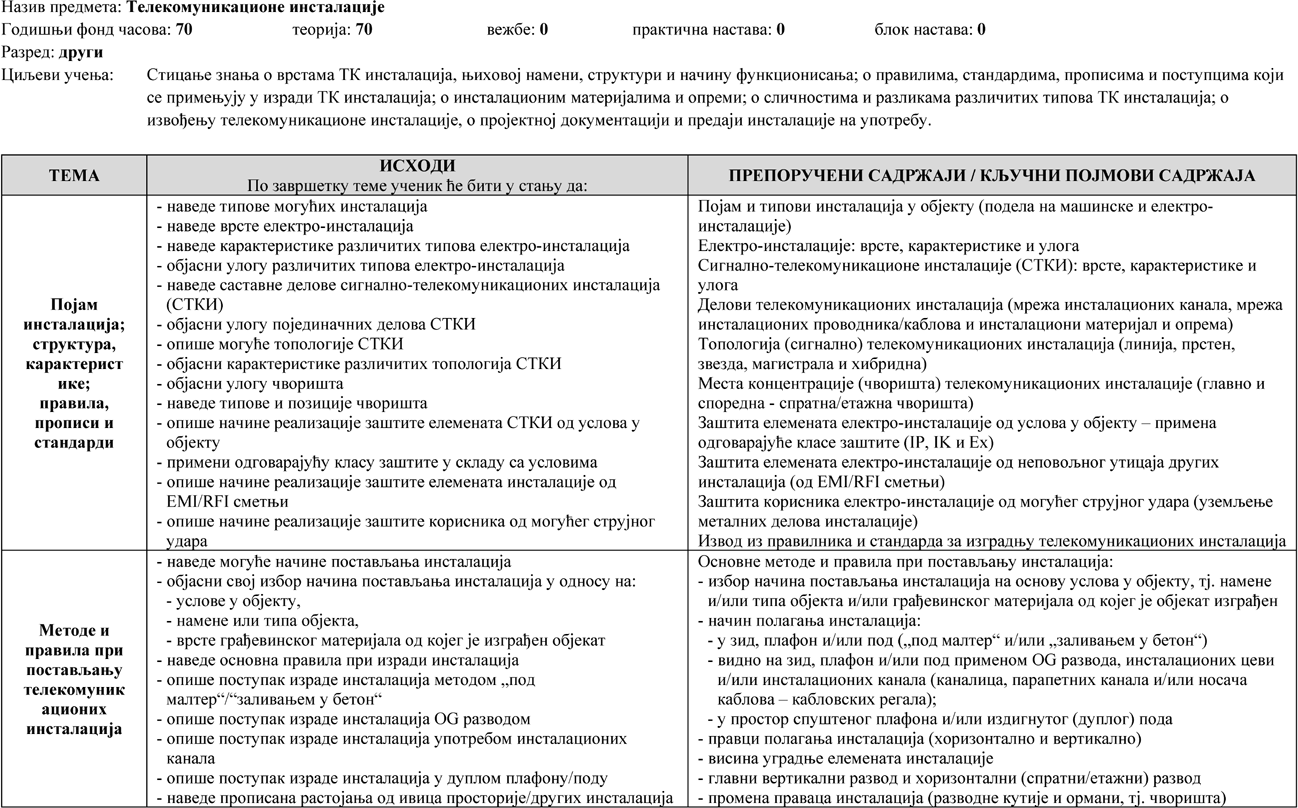 Назив предмета: Телекомуникационе инсталације
Годишњи фонд часова: 70 теорија: 70 вежбе: 0 практична настава: 0 блок настава: 0
Разред: други
Циљеви учења: Стицање знања о врстама ТК инсталација, њиховој намени, структури и начину функционисања; о правилима, стандардима, прописима и поступцима који
се примењују у изради ТК инсталација; о инсталационим материјалима и опреми; о сличностима и разликама различитих типова ТК инсталација; о
извођењу телекомуникационе инсталације, о пројектној документацији и предаји инсталације на употребу.
ТЕМА
ИСХОДИ
По завршетку теме ученик ће бити у стању да:
ПРЕПОРУЧЕНИ САДРЖАЈИ / КЉУЧНИ ПОЈМОВИ САДРЖАЈА
Појам
инсталација;
структура,
карактерист
ике;
правила,
прописи и
стандарди
- наведе типове могућих инсталација
- наведе врсте електро-инсталација
- наведе карактеристике различитих типова електро-инсталација
- објасни улогу различитих типова електро-инсталација
- наведе саставне делове сигнално-телекомуникационих инсталација
(СТКИ)
- објасни улогу појединачних делова СТКИ
- опише могуће топологије СТКИ
- објасни карактеристике различитих топологија СТКИ
- објасни улогу чворишта
- наведе типове и позиције чворишта
- опише начине реализације заштите елемената СТКИ од услова у
објекту
- примени одговарајућу класу заштите у складу са условима
- опише начине реализације заштите елемената инсталације од
EMI/RFI сметњи
- опише начине реализације заштите корисника од могућег струјног
удара
Појам и типови инсталација у објекту (подела на машинске и електро-
инсталације)
Електро-инсталације: врсте, карактеристике и улога
Сигнално-телекомуникационе инсталације (СТКИ): врсте, карактеристике и
улога
Делови телекомуникационих инсталација (мрежа инсталационих канала, мрежа
инсталационих проводника/каблова и инсталациони материјал и опрема)
Топологија (сигнално) телекомуникационих инсталација (линија, прстен,
звезда, магистрала и хибридна)
Места концентрације (чворишта) телекомуникационих инсталације (главно и
споредна - спратна/етажна чворишта)
Заштита елемената електро-инсталације од услова у објекту – примена
одговарајуће класе заштите (IP, IK и Ex)
Заштита елемената електро-инсталације од неповољног утицаја других
инсталација (од EMI/RFI сметњи)
Заштита корисника електро-инсталације од могућег струјног удара (уземљење
металних делова инсталације)
Извод из правилника и стандарда за изградњу телекомуникационих инсталација
Методе и
правила при
постављању
телекомуник
ационих
инсталација
- наведе могуће начине постављања инсталација
- објасни свој избор начина постављања инсталација у односу на:
- услове у објекту,
- намене или типа објекта,
- врсте грађевинског материјала од којег је изграђен објекат
- наведе основна правила при изради инсталација
- опише поступак израде инсталација методом „под
малтер“/“заливањем у бетон“
- опише поступак израде инсталација OG разводом
- опише поступак израде инсталација употребом инсталационих
канала
- опише поступак израде инсталација у дуплом плафону/поду
- наведе прописана растојања од ивица просторије/других инсталација
Основне методе и правила при постављању инсталација:
- избор начина постављања инсталација на основу услова у објекту, тј. намене
и/или типа објекта и/или грађевинског материјала од којег је објекат изграђен
- начин полагања инсталација:
- у зид, плафон и/или под („под малтер“ и/или „заливањем у бетон“)
- видно на зид, плафон и/или под применом OG развода, инсталационих цеви
и/или инсталационих канала (каналица, парапетних канала и/или носача
каблова – кабловских регала);
- у простор спуштеног плафона и/или издигнутог (дуплог) пода
- правци полагања инсталација (хоризонтално и вертикално)
- висина уградње елемената инсталације
- главни вертикални развод и хоризонтални (спратни/етажни) развод
- промена праваца инсталација (разводне кутије и ормани, тј. чворишта)